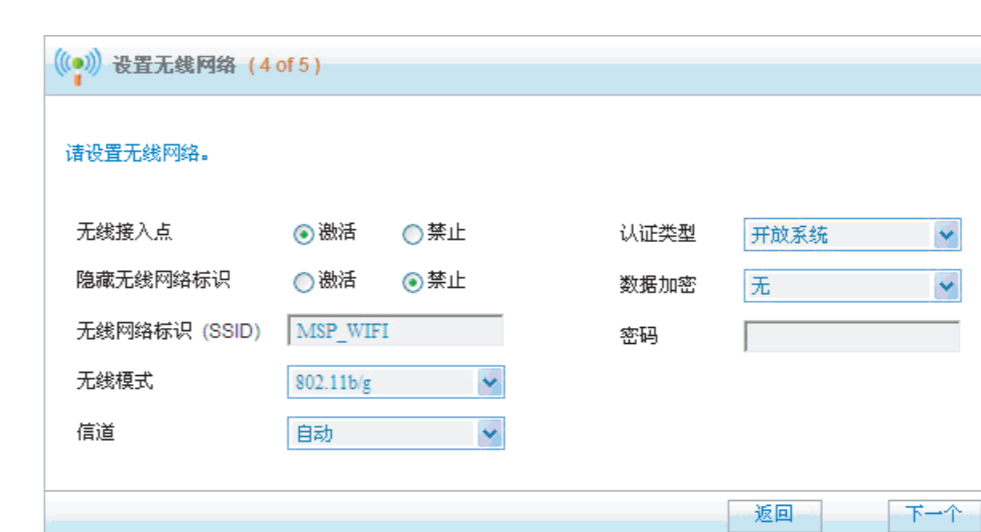 设置无线网络 (4 of 5)
请设置无线网络。
无线接入点 激活 禁止 认证类型 开放系统
隐藏无线网络标识 激活 禁止 数据加密 无
无线网络标识 (SSID) MSP_WIFI 密码
无线模式 802.11b/g
信道 自动
返回 下一个